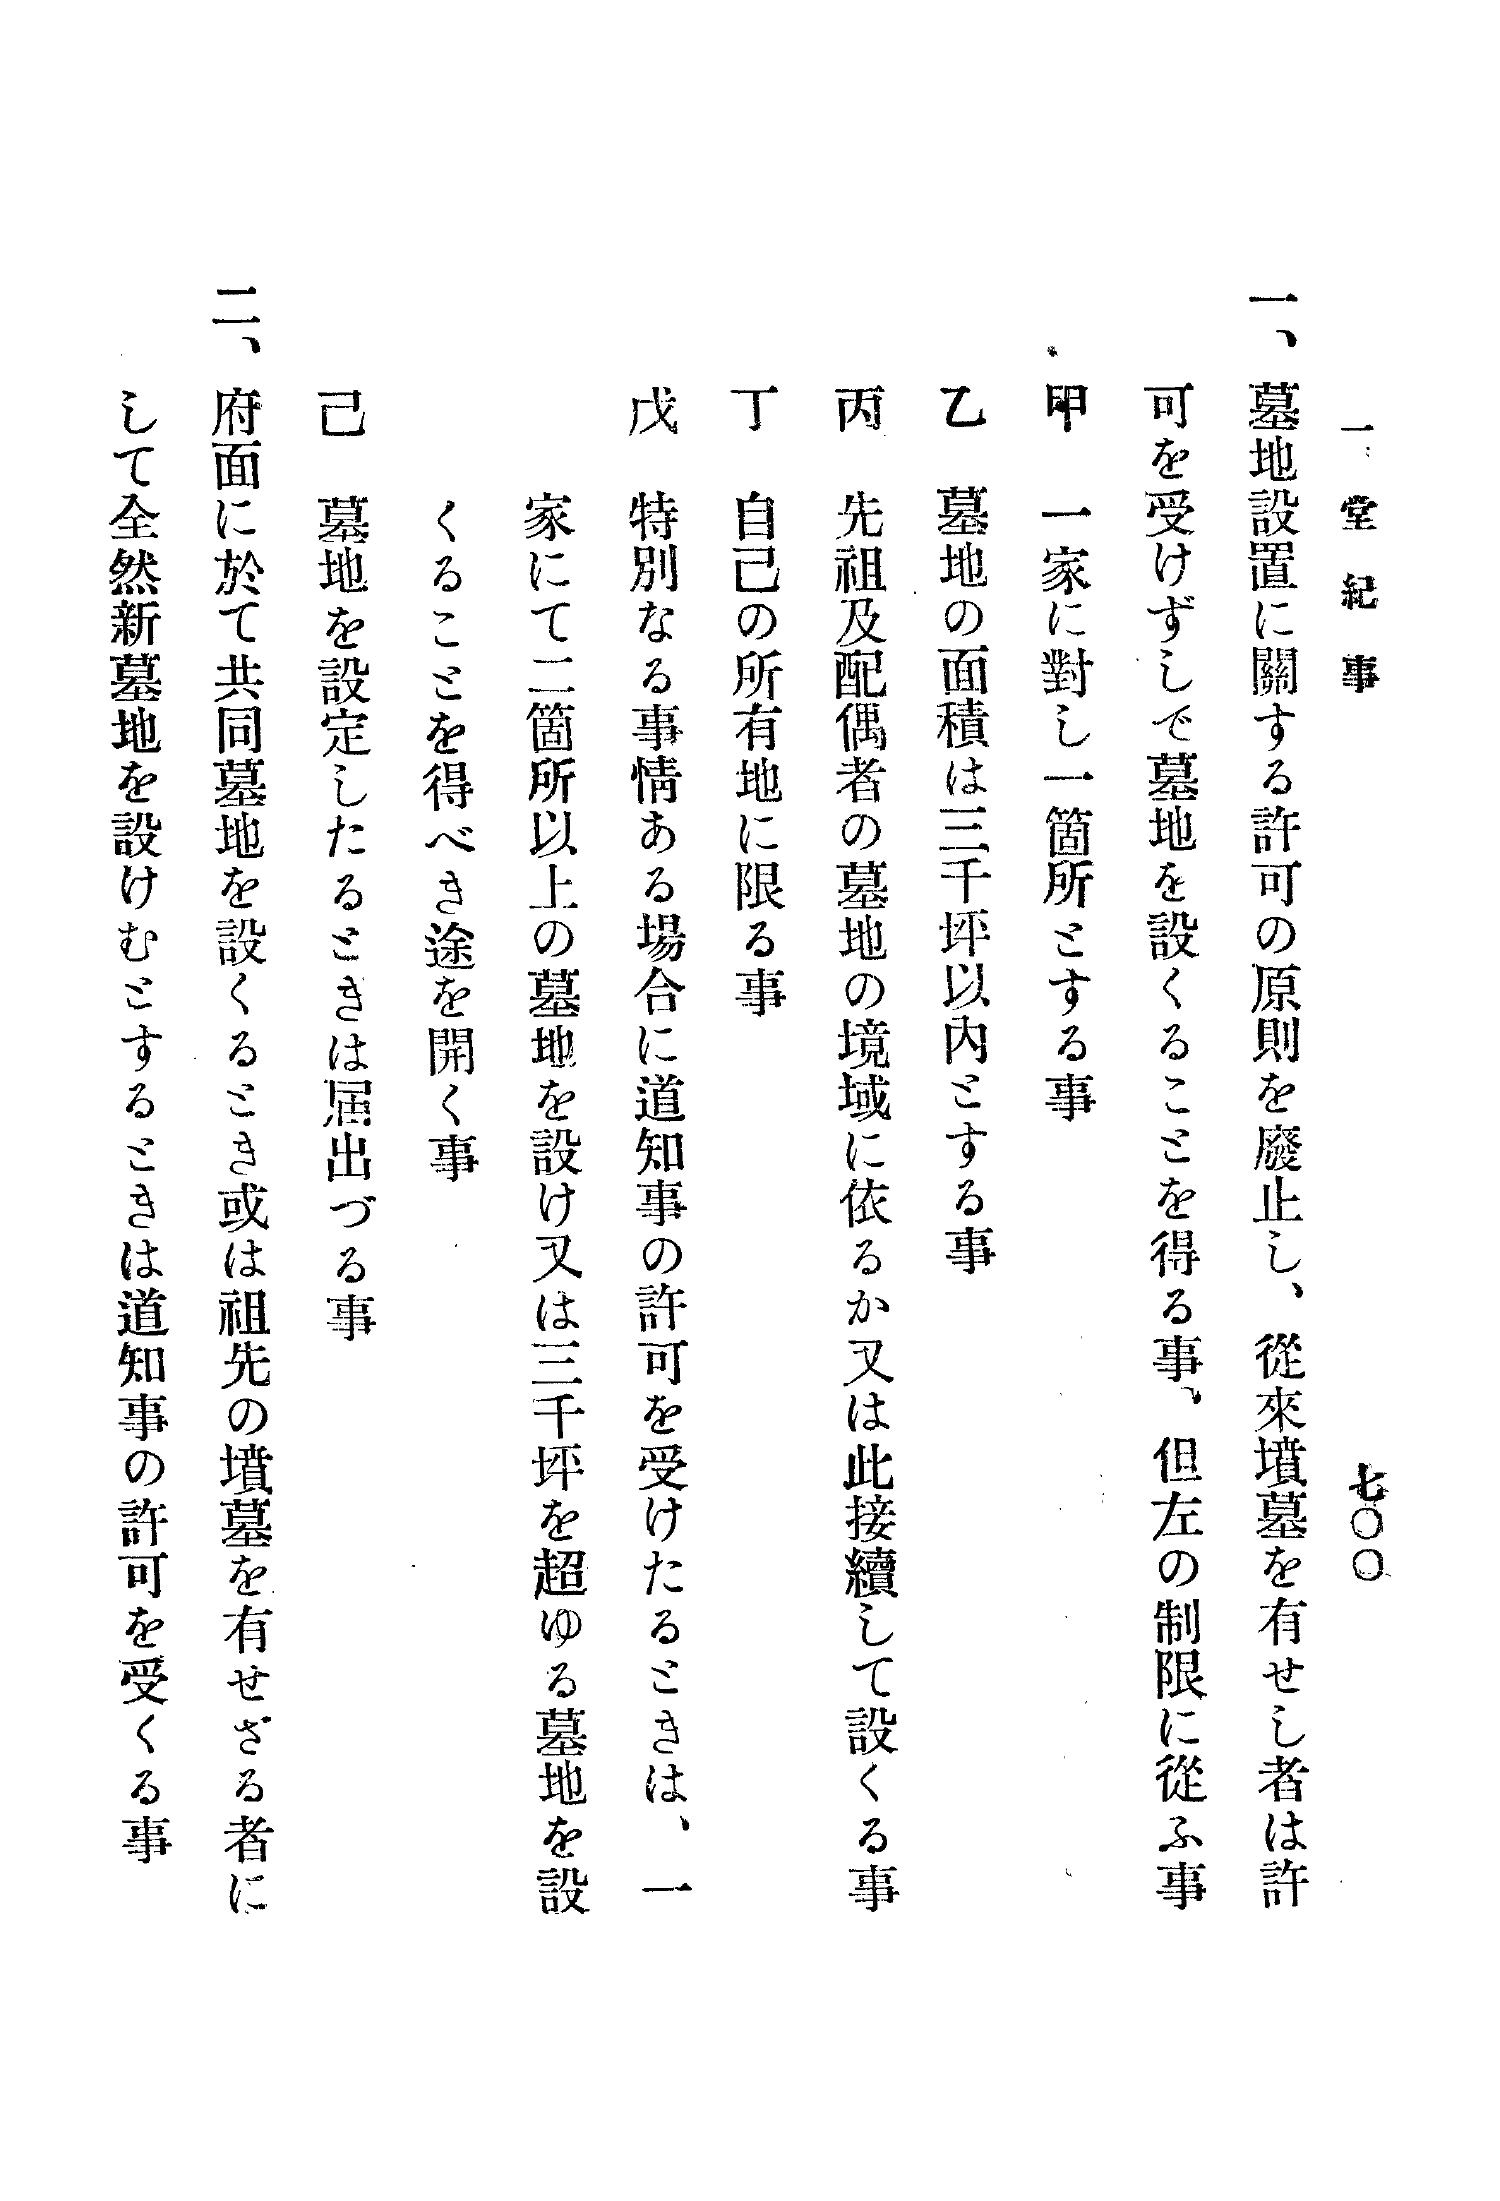 一堂紀事　七〇〇
一、墓地設置に關する許可の原則を廢止し、從來墳墓を有せし者は許
可を受けずしで墓地を設くることを得る事、但左の制限に從ふ事
甲　一家に對し一箇所とする事
乙　墓地の面積は三千坪以內とする事
丙　先祖及配偶者の墓地の境域に依るか又は此接續して設くる事
丁　自己の所有地に限る事
戊　特別なる事情ある場合に道知事の許可を受けたるときは、一
家にて二箇所以上の墓地を設け又は三千坪を超ゆる墓地を設
くることを得べき途を開く事
己　墓地を設定したるときは届出づる事
二、府面に於て共同墓地を設くるとき或は祖先の墳墓を有せざる者に
して全然新墓地を設けむとするときは道知事の許可を受くる事